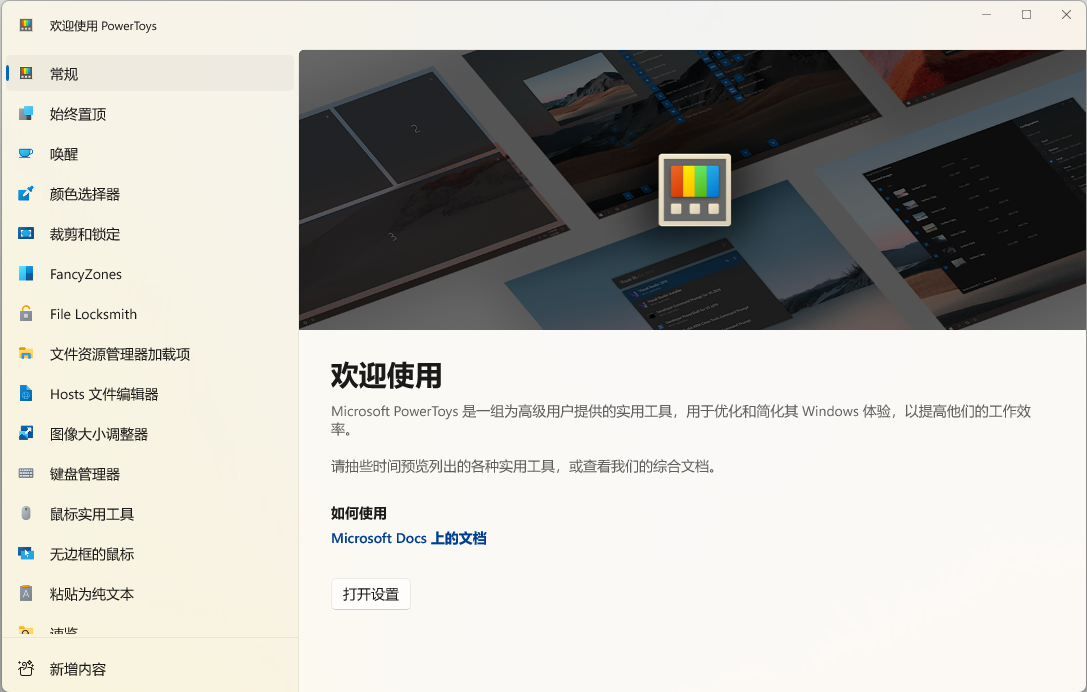 欢迎使用 PowerToys
常规
始终置顶
唤醒
颜色选择器
裁剪和锁定
FancyZones
File Locksmith
文件资源管理器加载项
Hosts 文件编辑器
图像大小调整器
键盘管理器
鼠标实用工具
无边框的鼠标
粘贴为纯文本
速览
新增内容
2
3
欢迎使用
Microsoft PowerToys 是一组为高级用户提供的实用工具，用于优化和简化其 Windows 体验，以提高他们的工作效
率。
请抽些时间预览列出的各种实用工具，或查看我们的综合文档。
如何使用
Microsoft Docs 上的文档
打开设置